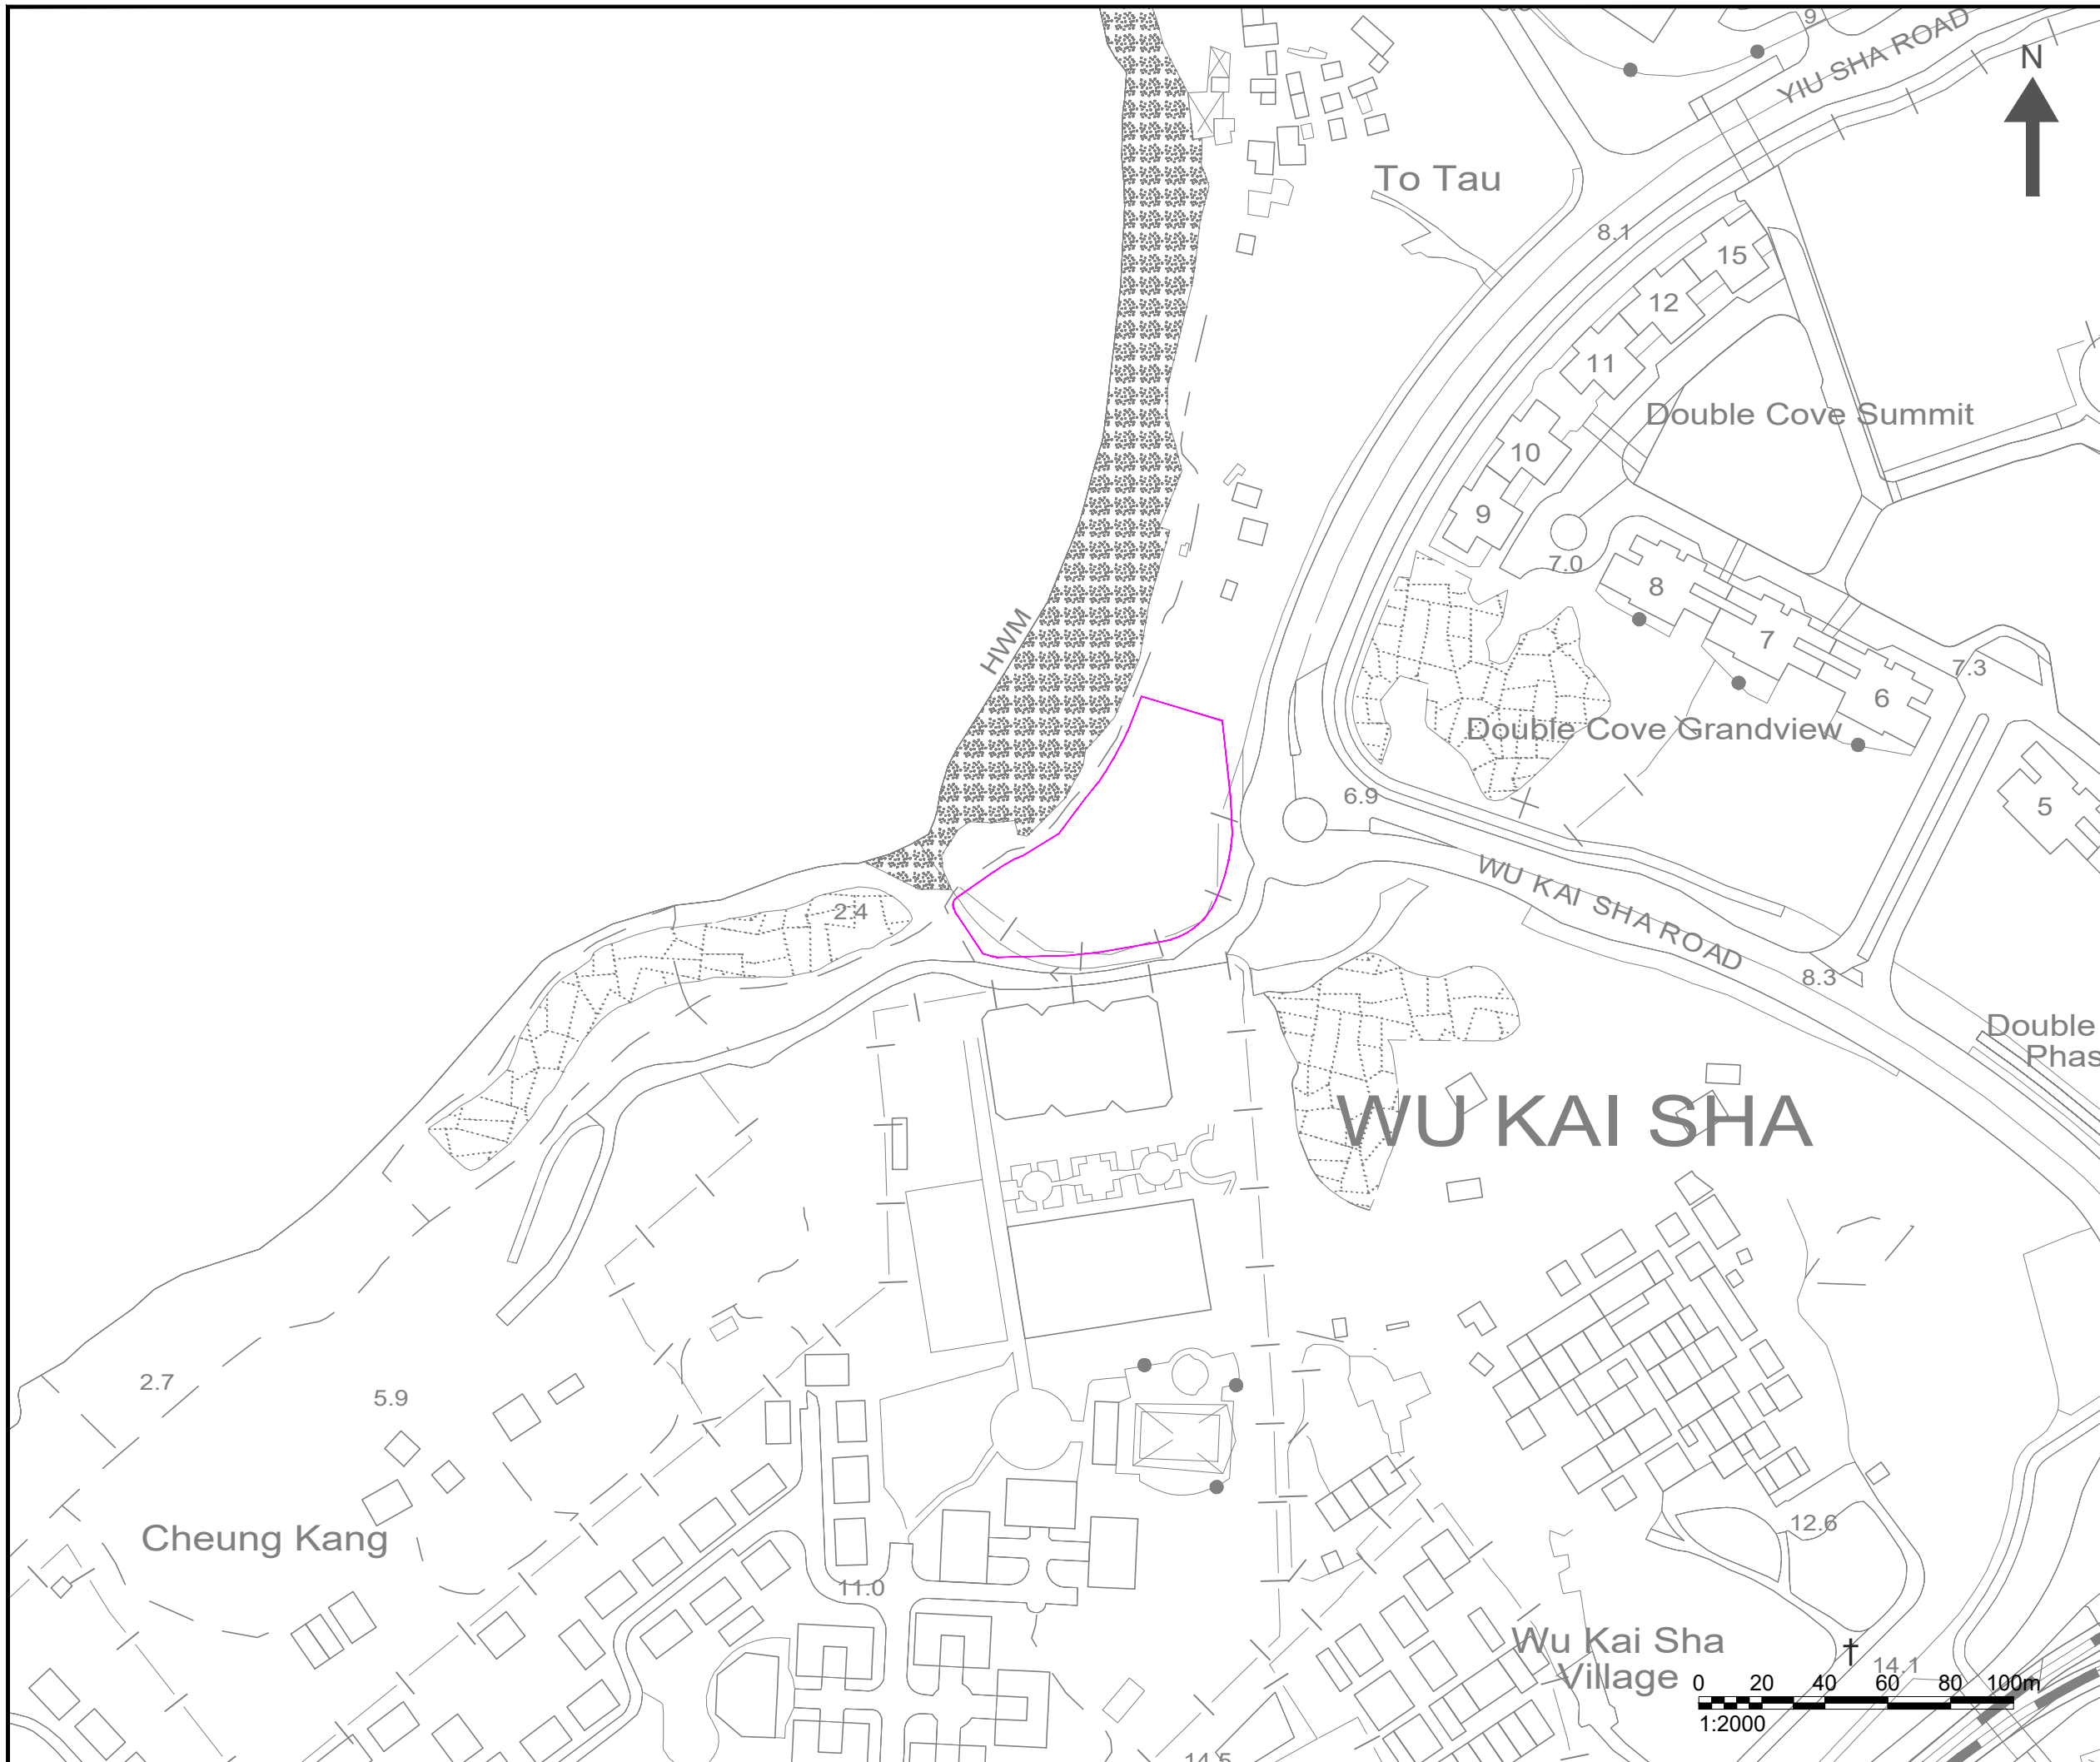 9
YIU SHA ROAD
N
To Tau
8.1
15
12
11
Double Cove Summit
10
9
7.0
8
HWM
7
7.3
6
Double Cove Grandview
6.9
5
WU KAI SHA ROAD
2.4
8.3
Double
Phas
WU KAI SHA
2.7
5.9
12.6
Cheung Kang
11.0
Wu Kai Sha
Village
14.1
0 20 40 60 80 100m
1:2000
14.5